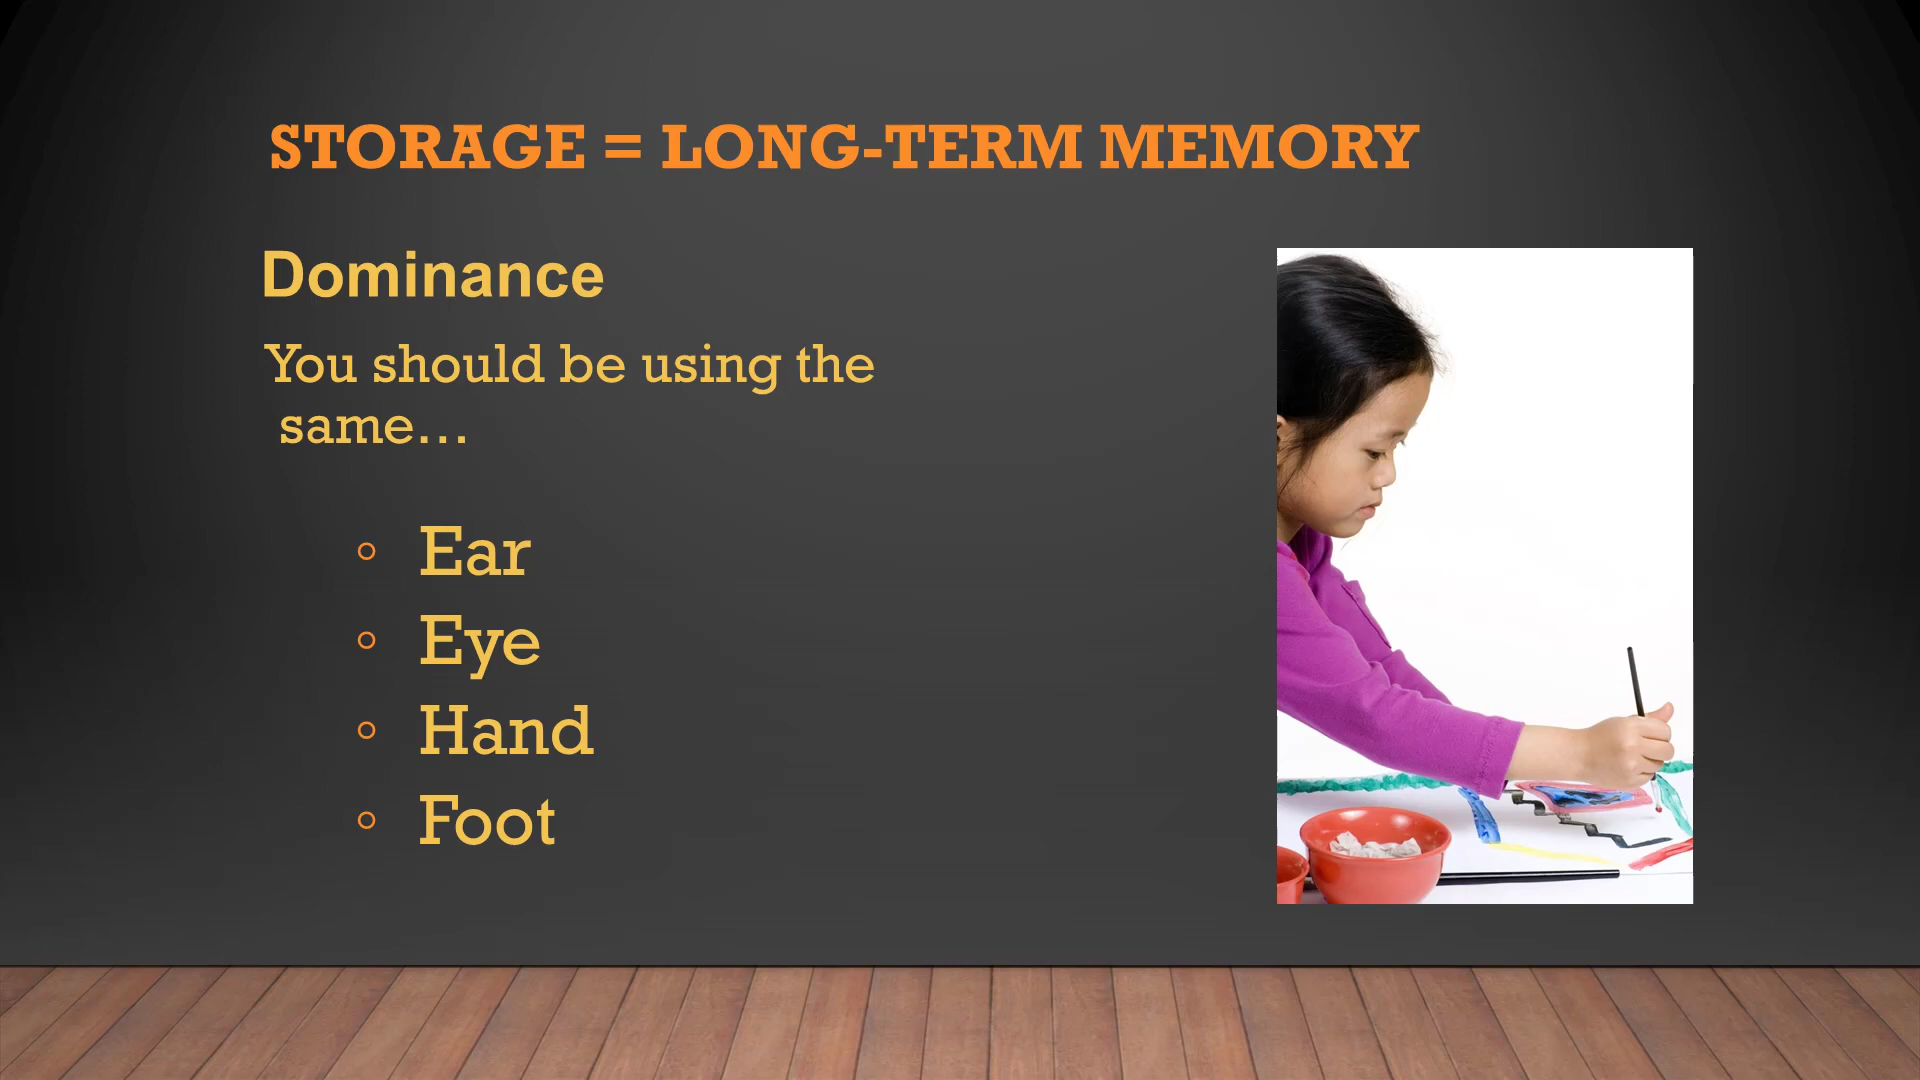 STORAGE = LONG-TERM MEMORY
Dominance
You should be using the
same…
◦ Ear
◦ Eye
◦ Hand
◦ Foot